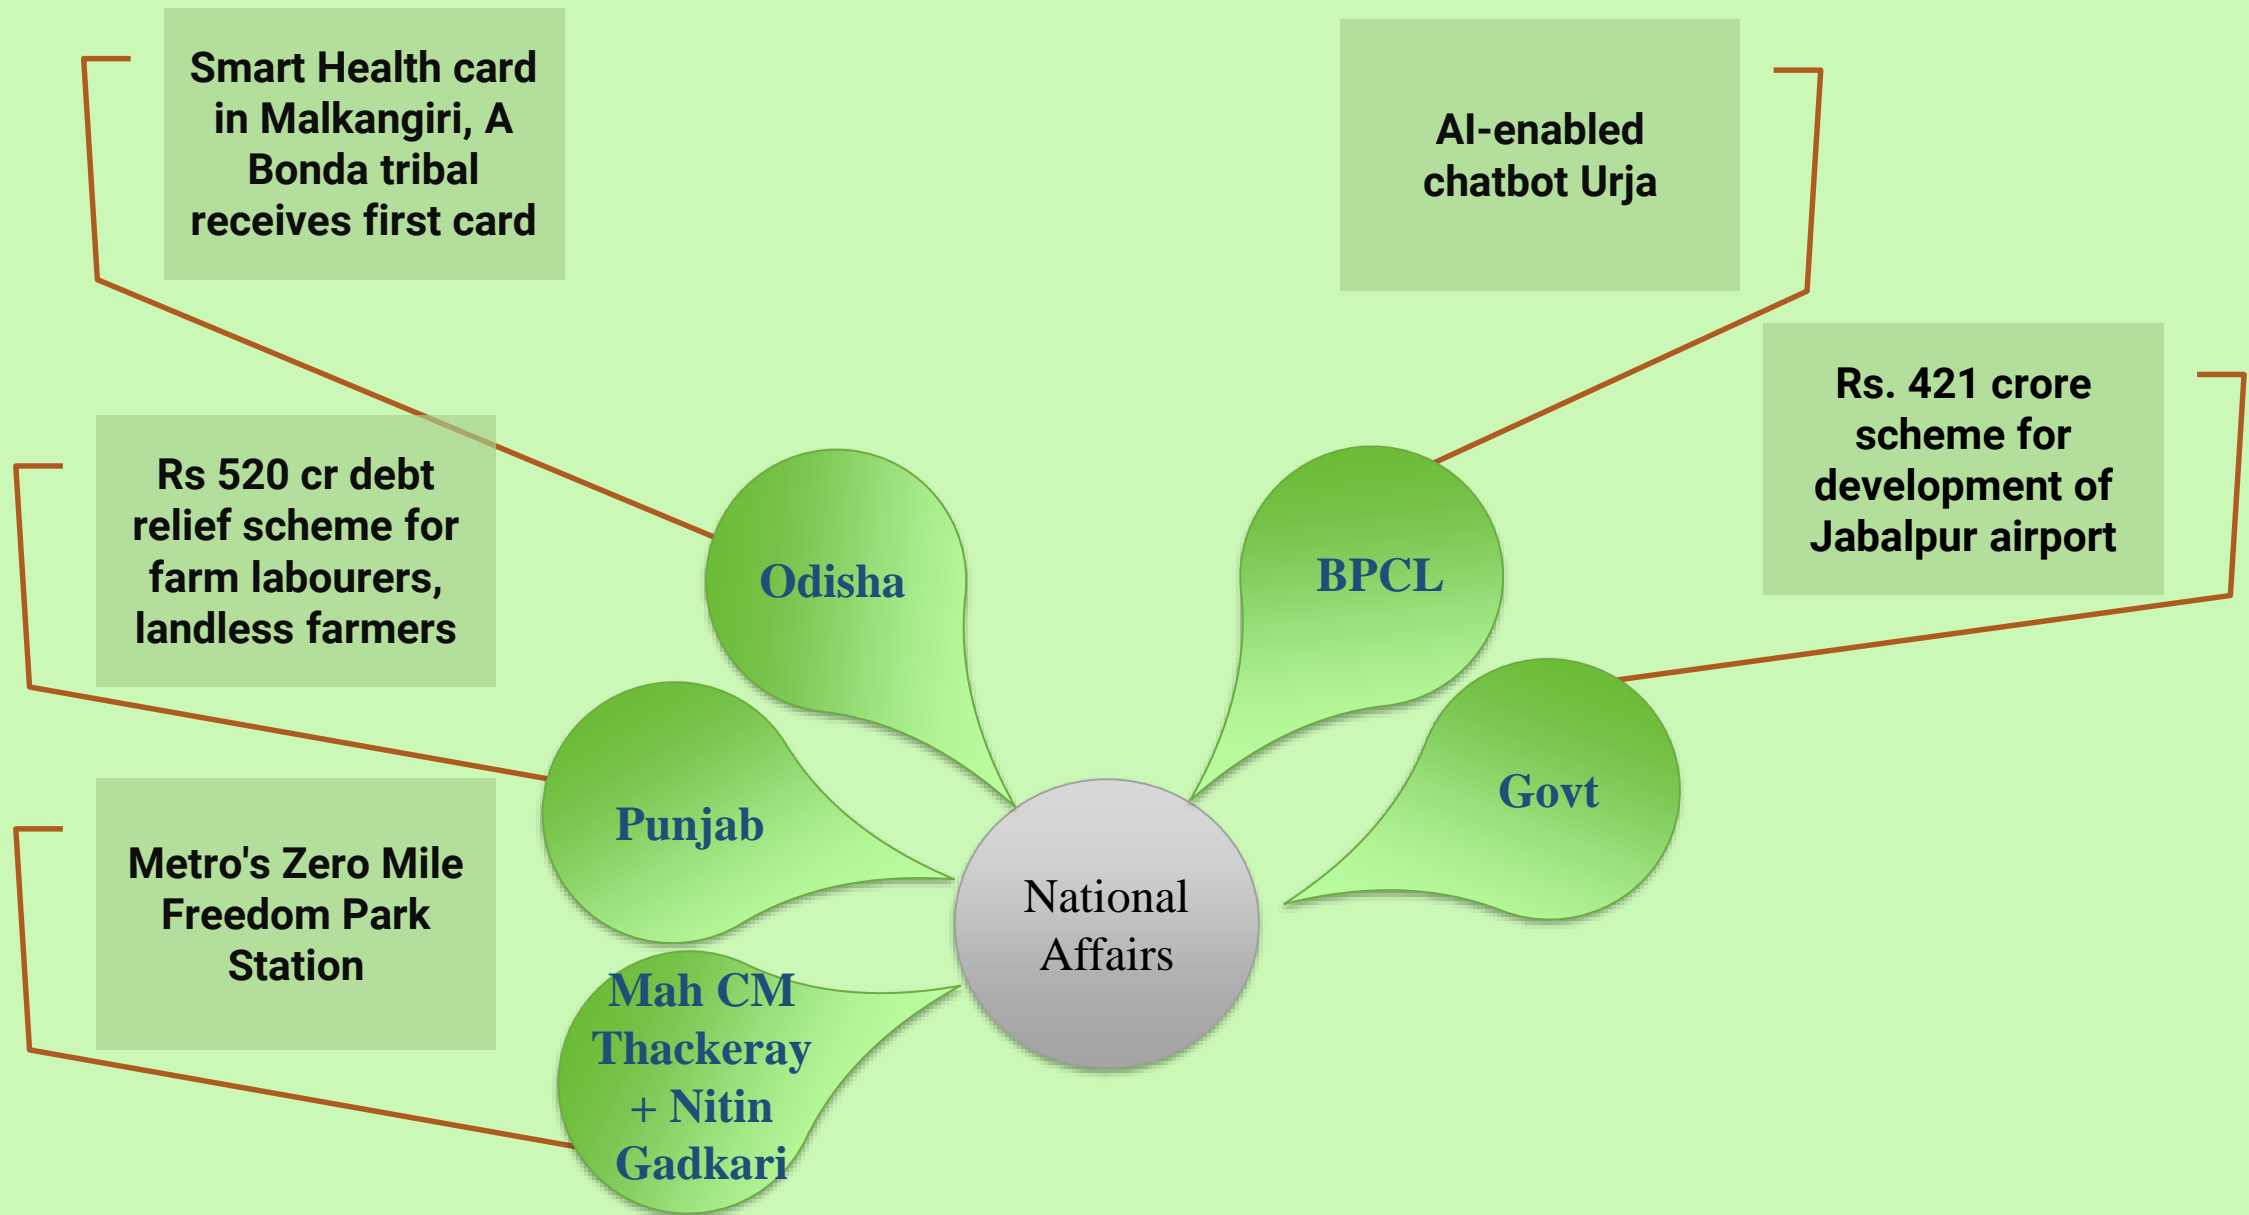 Smart Health card
in Malkangiri, A
Bonda tribal
receives first card
AI-enabled
chatbot Urja
Rs. 421 crore
scheme for
development of
Jabalpur airport
Rs 520 cr debt
relief scheme for
farm labourers,
landless farmers
Odisha
BPCL
Punjab
Govt
Metro's Zero Mile
Freedom Park
Station
National
Affairs
Mah CM
Thackeray
+ Nitin
Gadkari